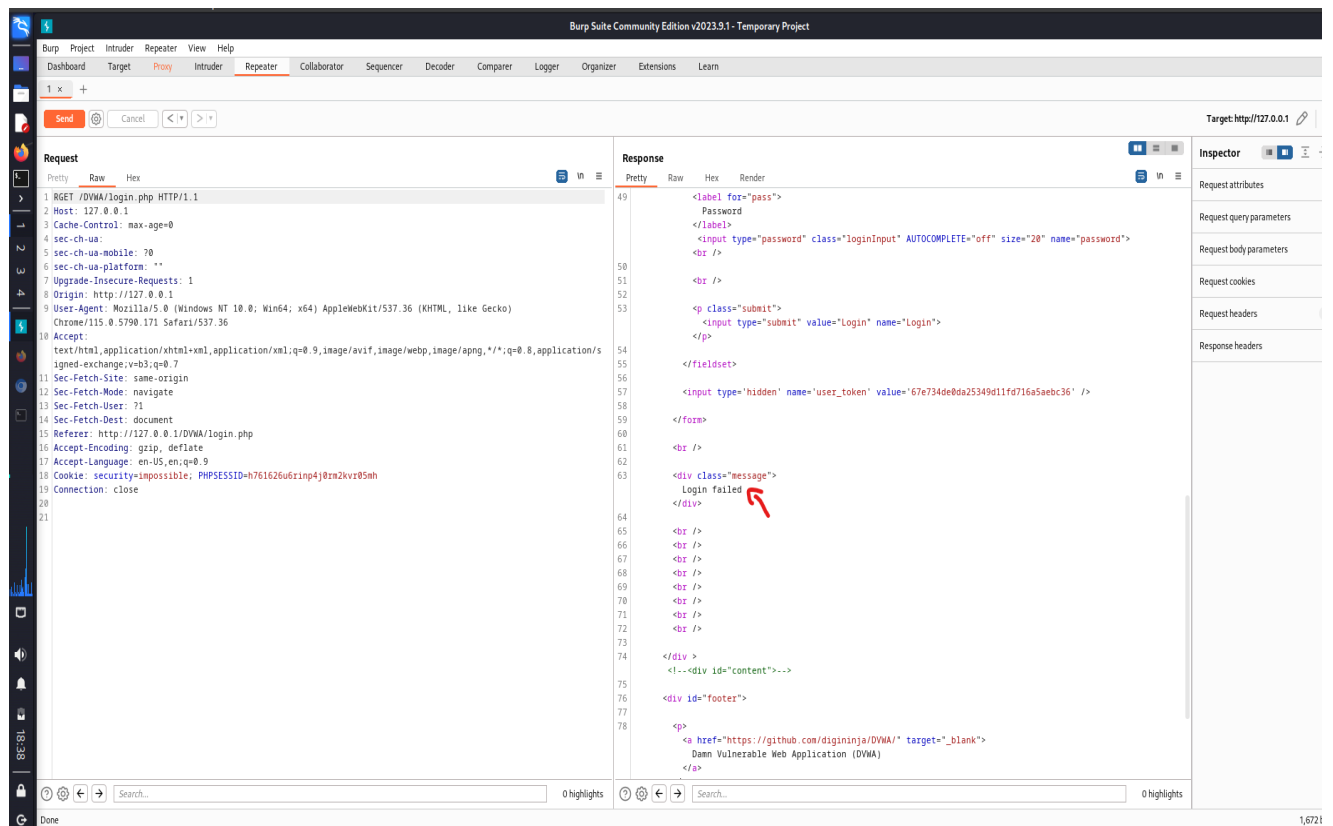 Burp Suite Community Edition v2023.9.1 - Temporary Project
Burp Project Intruder Repeater View Help
Dashboard Target Proxy Intruder Repeater Collaborator Sequencer Decoder Comparer Logger Organizer Extensions Learn
1 × +
Send Cancel < > Target: http://127.0.0.1
Request
Pretty Raw Hex \n
1 RGET /DVWA/login.php HTTP/1.1
2 Host: 127.0.0.1
3 Cache-Control: max-age=0
4 sec-ch-ua:
5 sec-ch-ua-mobile: ?0
6 sec-ch-ua-platform: ""
7 Upgrade-Insecure-Requests: 1
8 Origin: http://127.0.0.1
9 User-Agent: Mozilla/5.0 (Windows NT 10.0; Win64; x64) AppleWebKit/537.36 (KHTML, like Gecko)
Chrome/115.0.5790.171 Safari/537.36
10 Accept:
text/html,application/xhtml+xml,application/xml;q=0.9,image/avif,image/webp,image/apng,*/*;q=0.8,application/s
igned-exchange;v=b3;q=0.7
11 Sec-Fetch-Site: same-origin
12 Sec-Fetch-Mode: navigate
13 Sec-Fetch-User: ?1
14 Sec-Fetch-Dest: document
15 Referer: http://127.0.0.1/DVWA/login.php
16 Accept-Encoding: gzip, deflate
17 Accept-Language: en-US,en;q=0.9
18 Cookie: security=impossible; PHPSESSID=h761626u6rinp4j0rm2kvr05mh
19 Connection: close
20
21
Search...
0 highlights
Response
Pretty Raw Hex Render \n
49 <label for="pass">
Password
</label>
<input type="password" class="loginInput" AUTOCOMPLETE="off" size="20" name="password">
<br />
50
51 <br />
52
53 <p class="submit">
<input type="submit" value="Login" name="Login">
</p>
54
55 </fieldset>
56
57 <input type='hidden' name='user_token' value='67e734de0da25349d11fd716a5aebc36' />
58
59 </form>
60
61 <br />
62
63 <div class="message">
Login failed
</div>
64
65 <br />
66 <br />
67 <br />
68 <br />
69 <br />
70 <br />
71 <br />
72 <br />
73
74 </div >
<!--<div id="content">-->
75
76 <div id="footer">
77
78 <p>
<a href="https://github.com/digininja/DVWA/" target="_blank">
Damn Vulnerable Web Application (DVWA)
</a>
Search...
0 highlights
Inspector
Request attributes
Request query parameters
Request body parameters
Request cookies
Request headers
Response headers
1
2
3
4
18:38
Done
1,672